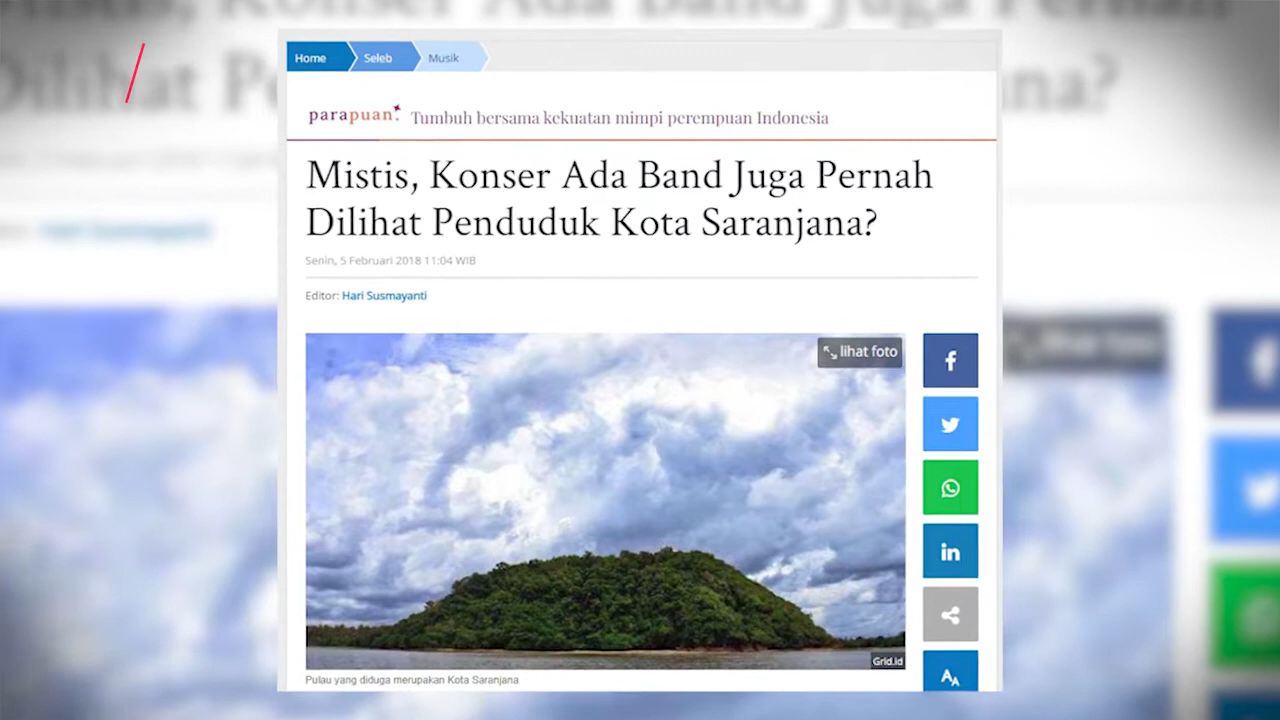 Home Seleb Musik
parapuan. Tumbuh bersama kekuatan mimpi perempuan Indonesia
Mistis, Konser Ada Band Juga Pernah
Dilihat Penduduk Kota Saranjana?
Senin, 5 Februari 2018 11:04 WIB
Editor: Hari Susmayanti
lihat foto
Grid.id
Pulau yang diduga merupakan Kota Saranjana